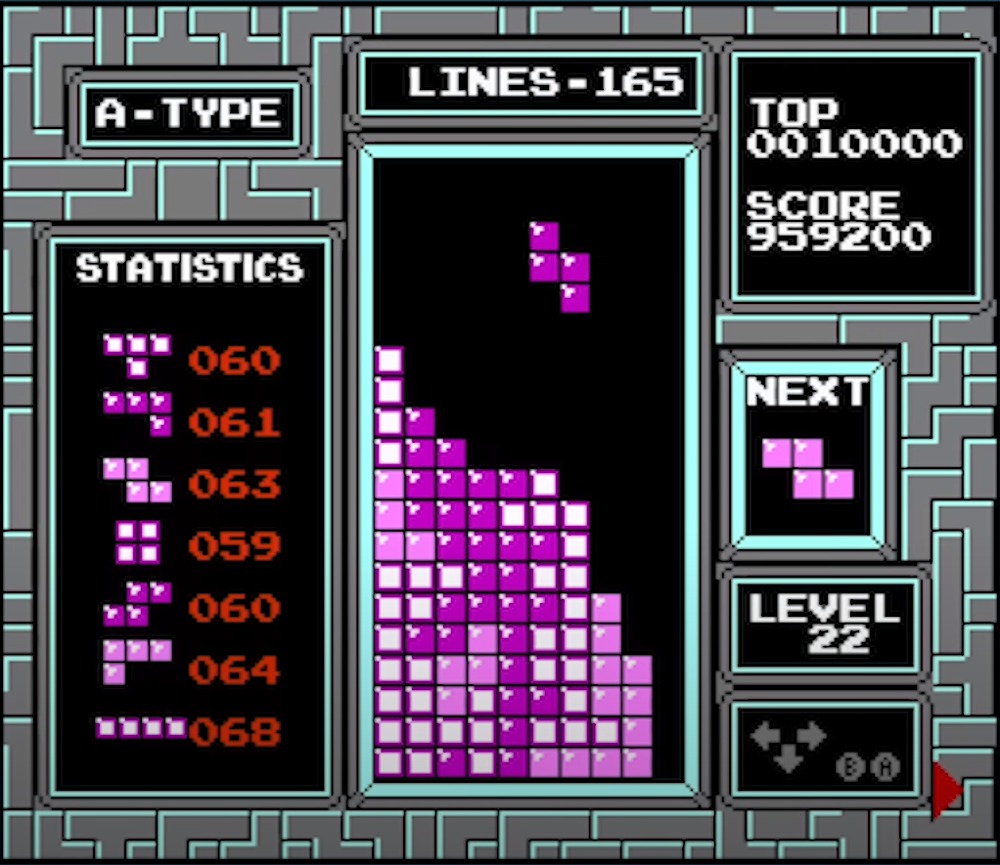 LINES-165
A-TYPE
TOP
0010000
SCORE
959200
STATISTICS
060
061
063
059
060
064
068
NEXT
LEVEL
22
B A